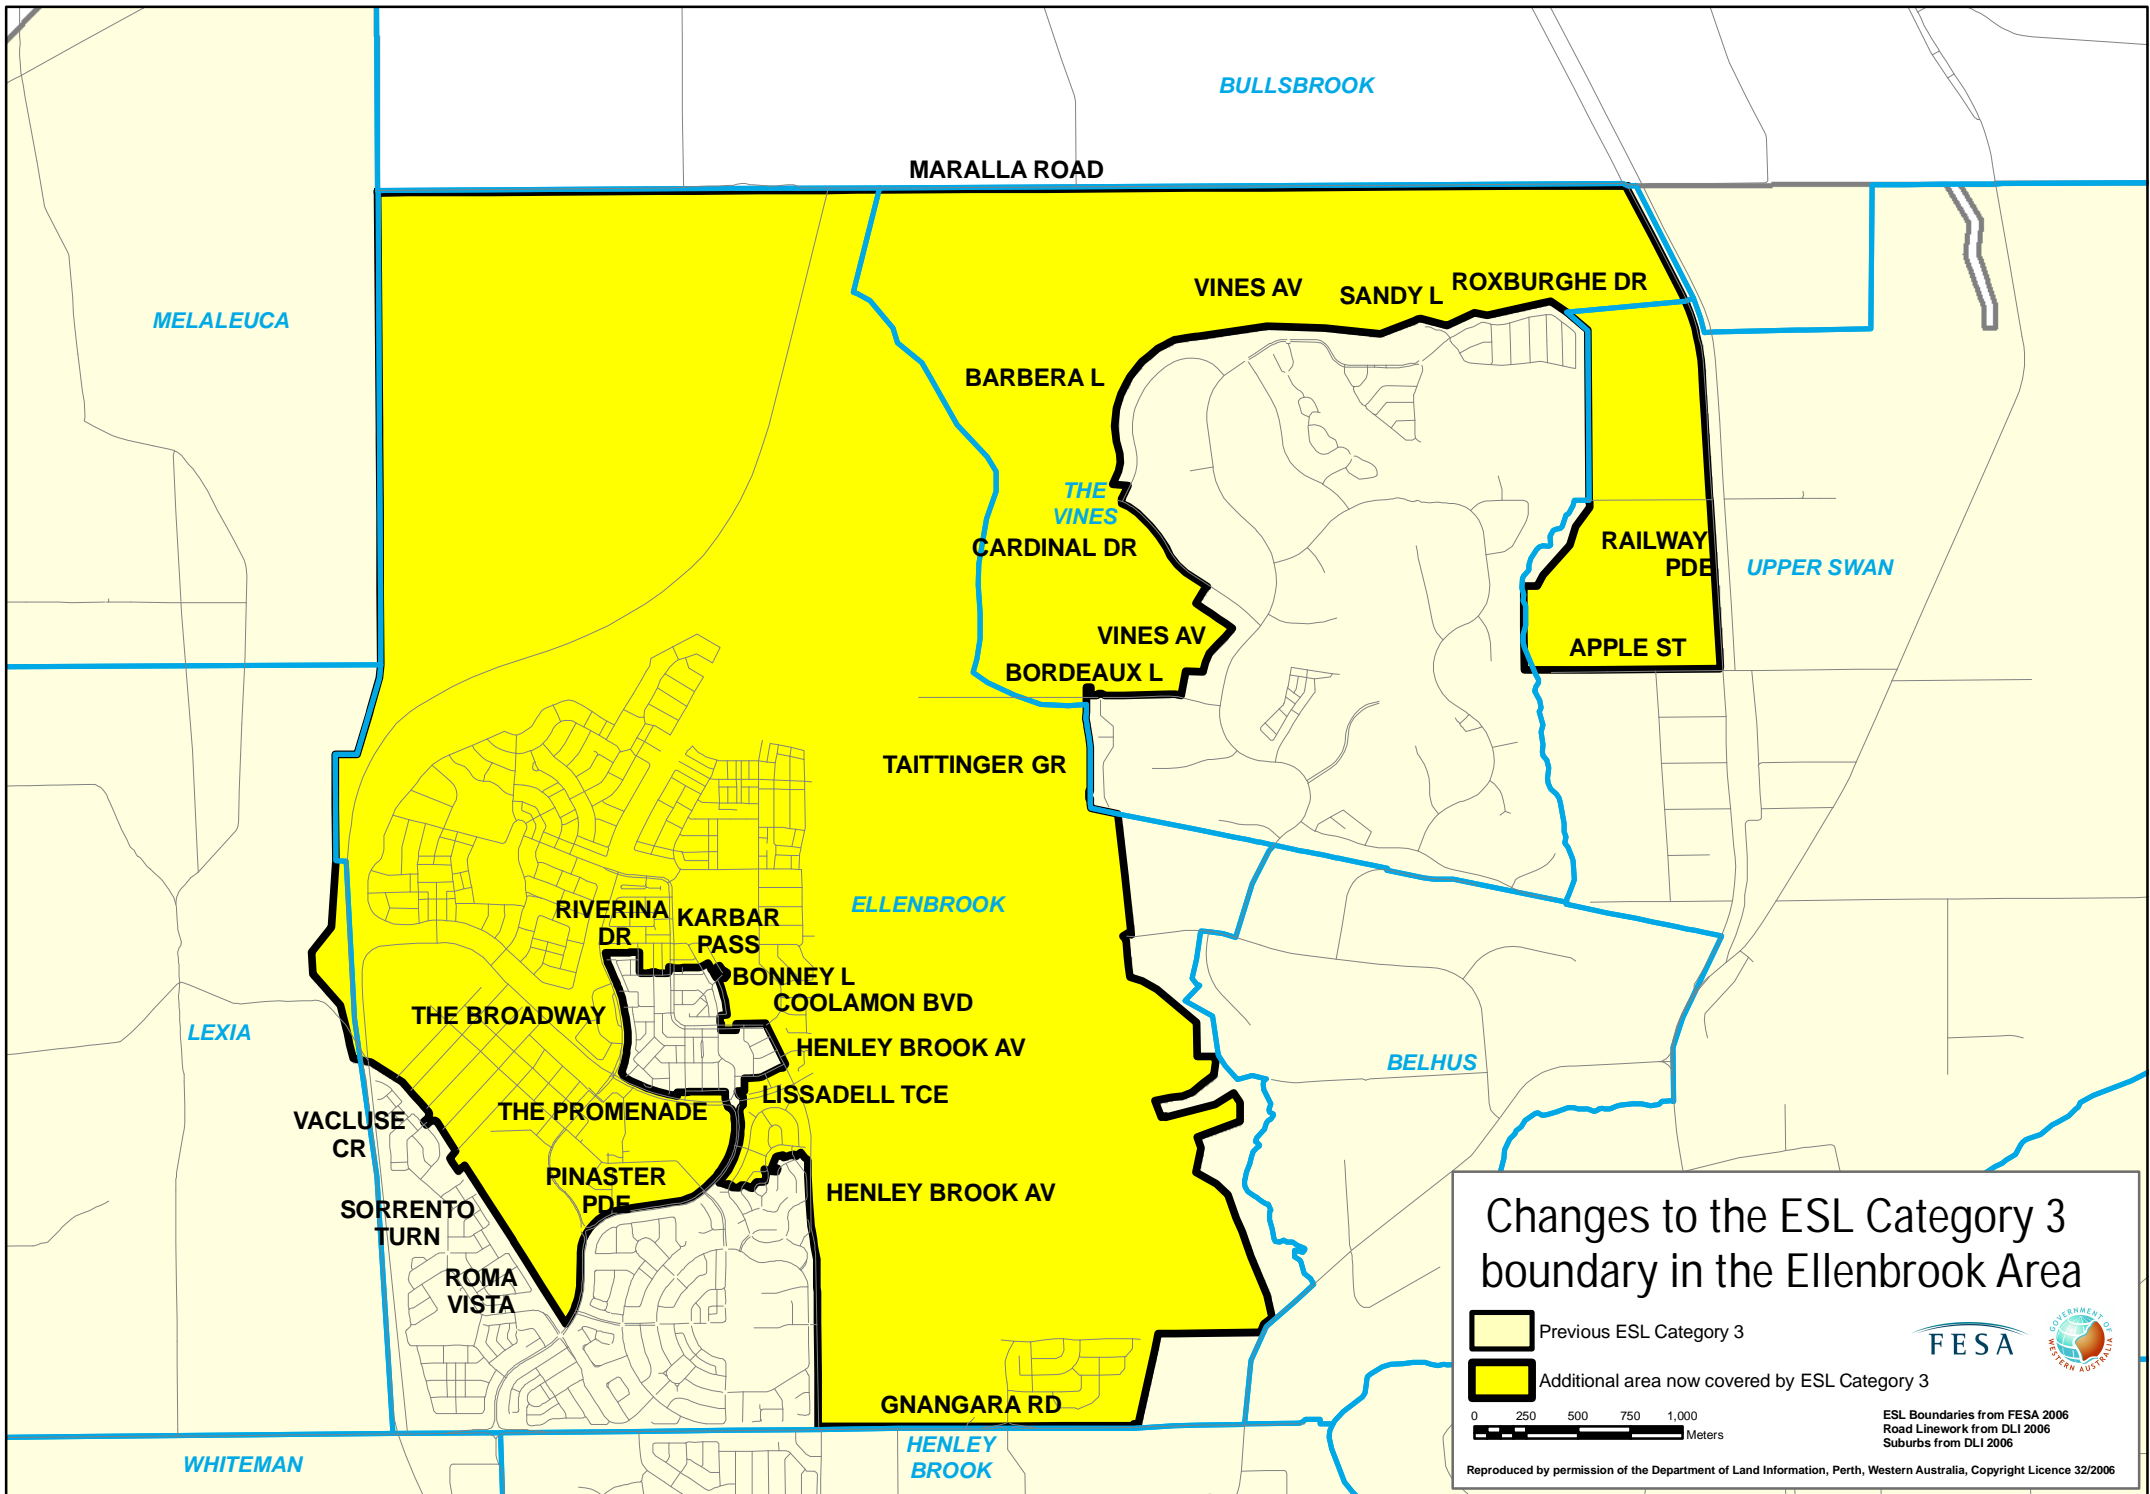 BULLSBROOK
MARALLA ROAD
VINES AV
SANDY L
ROXBURGHE DR
MELALEUCA
BARBERA L
THE
VINES
CARDINAL DR
RAILWAY
PDE
UPPER SWAN
VINES AV
APPLE ST
BORDEAUX L
TAITTINGER GR
ELLENBROOK
RIVERINA
DR
KARBAR
PASS
BONNEY L
COOLAMON BVD
THE BROADWAY
LEXIA
HENLEY BROOK AV
BELHUS
LISSADELL TCE
THE PROMENADE
VACLUSE
CR
PINASTER
PDE
HENLEY BROOK AV
SORRENTO
TURN
ROMA
VISTA
GNANGARA RD
HENLEY
BROOK
WHITEMAN
Changes to the ESL Category 3
boundary in the Ellenbrook Area
Previous ESL Category 3
Additional area now covered by ESL Category 3
FESA
GOVERNMENT OF
WESTERN AUSTRALIA
0 250 500 750 1,000
Meters
ESL Boundaries from FESA 2006
Road Linework from DLI 2006
Suburbs from DLI 2006
Reproduced by permission of the Department of Land Information, Perth, Western Australia, Copyright Licence 32/2006